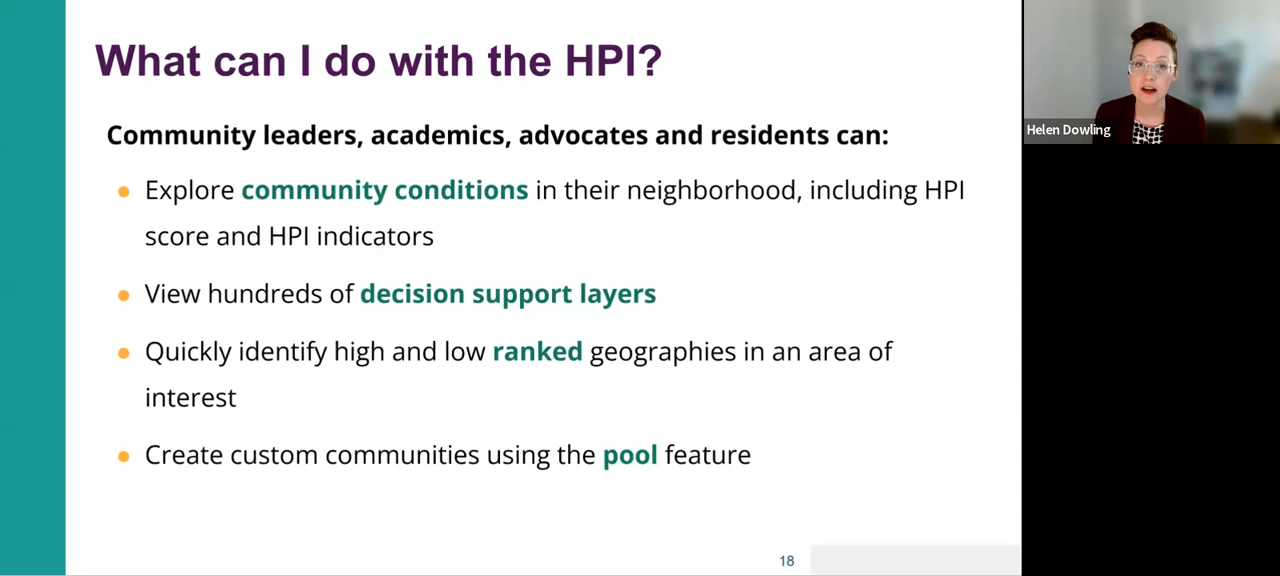 What can I do with the HPI?
Community leaders, academics, advocates and residents can:
Explore community conditions in their neighborhood, including HPI
score and HPI indicators
View hundreds of decision support layers
Quickly identify high and low ranked geographies in an area of
interest
Create custom communities using the pool feature
18
Helen Dowling